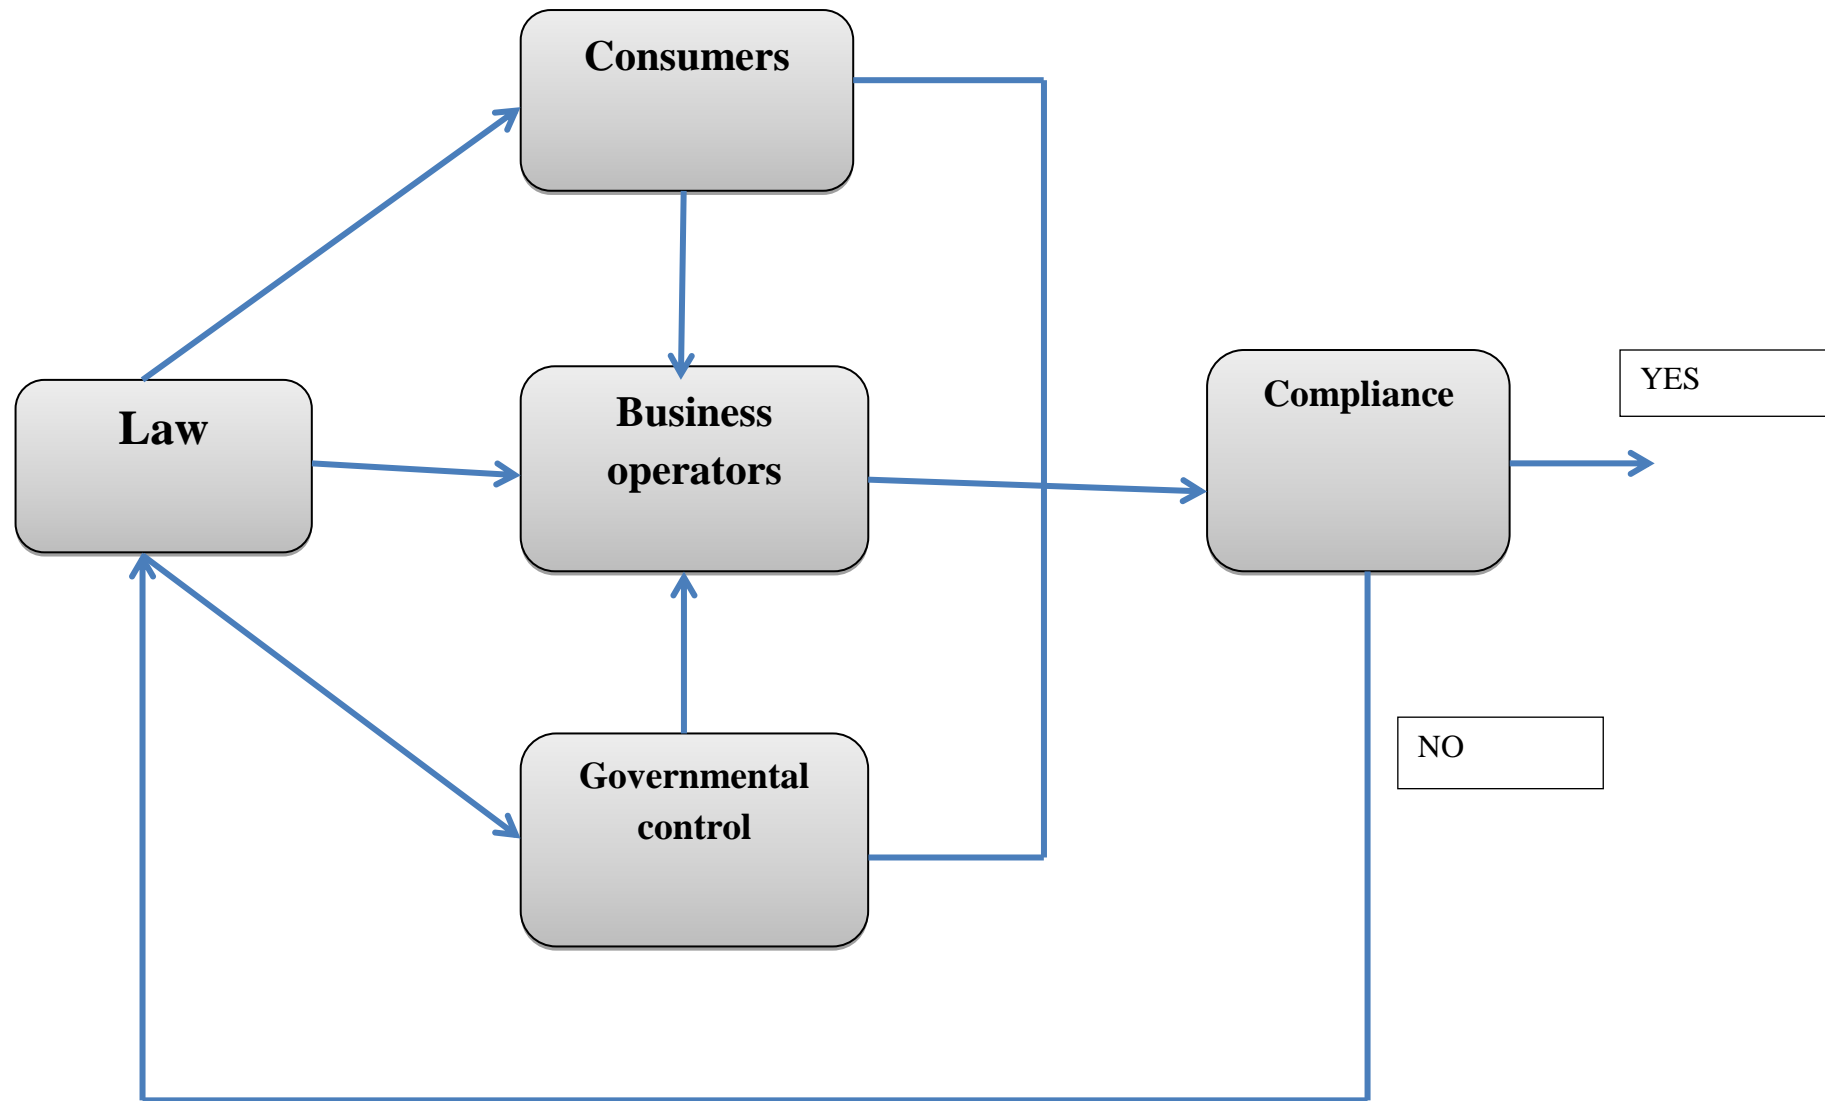 Consumers
Law
Business
operators
Compliance
YES
NO
Governmental
control